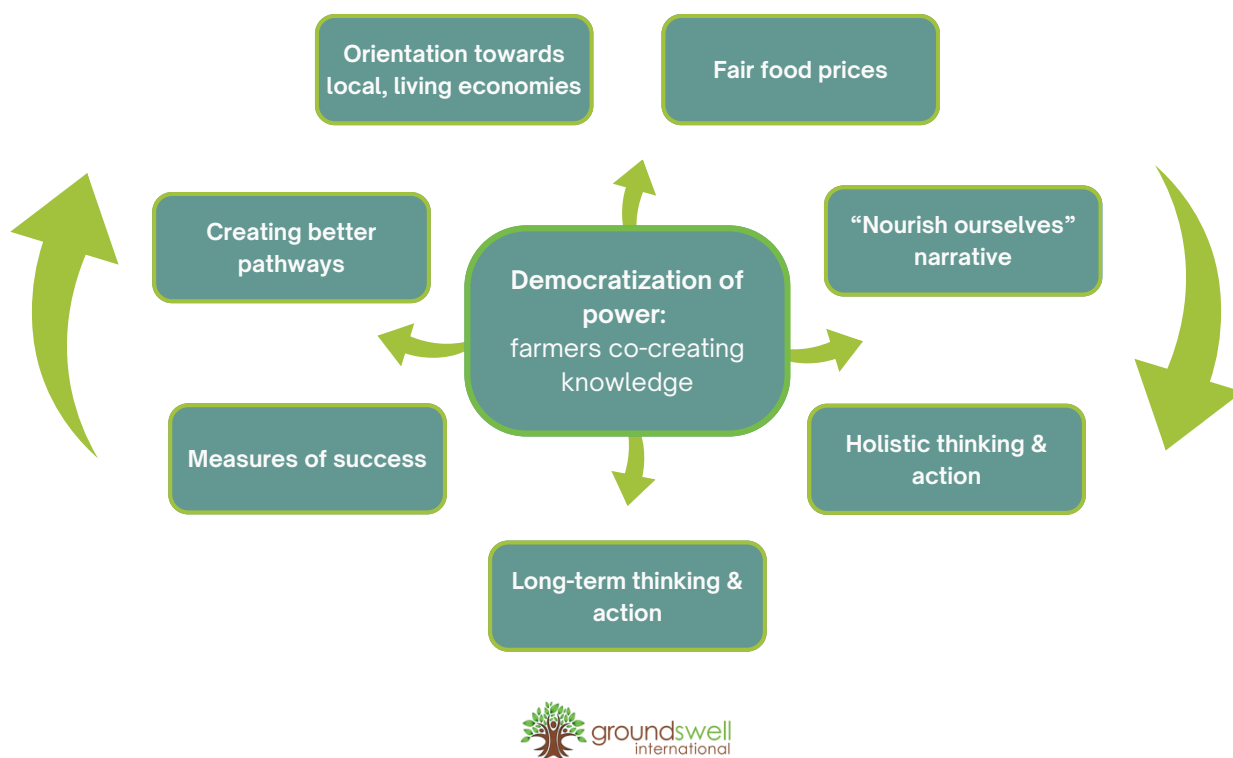 Orientation towards
local, living economies
Fair food prices
Creating better
pathways
“Nourish ourselves”
narrative
Democratization of
power:
farmers co-creating
knowledge
Measures of success
Holistic thinking &
action
Long-term thinking &
action
groundswell
international